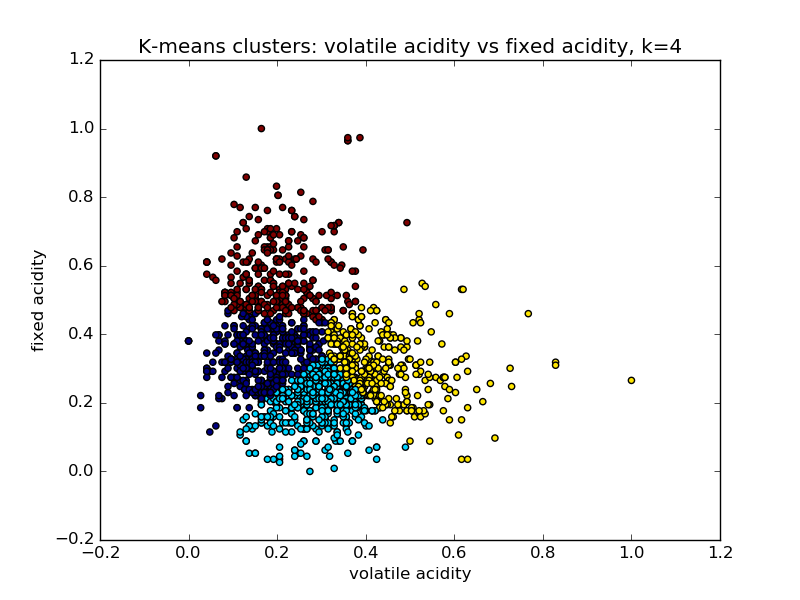 K-means clusters: volatile acidity vs fixed acidity, k=4
1.2
1.0
0.8
0.6
0.4
0.2
0.0
−0.2
fixed acidity
−0.2 0.0 0.2 0.4 0.6 0.8 1.0 1.2
volatile acidity